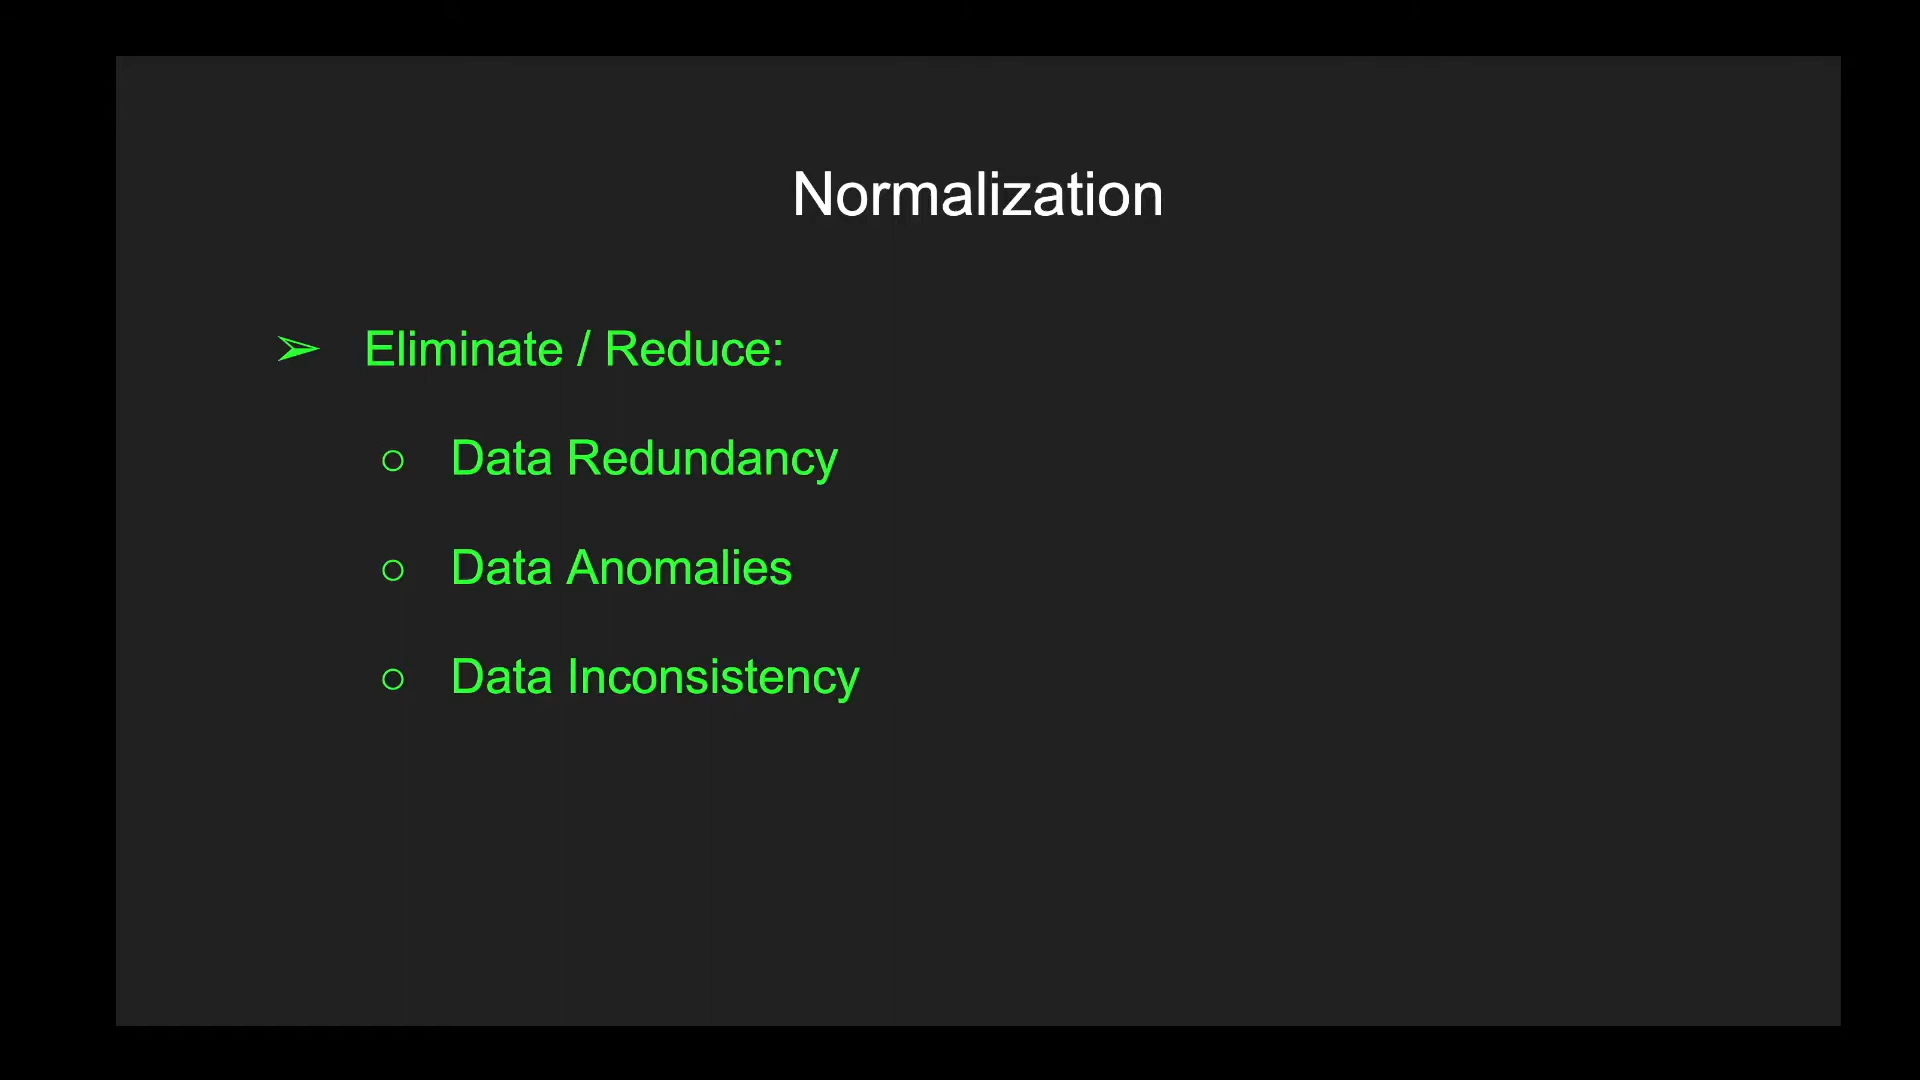 Normalization
➢ Eliminate / Reduce:
○ Data Redundancy
○ Data Anomalies
○ Data Inconsistency